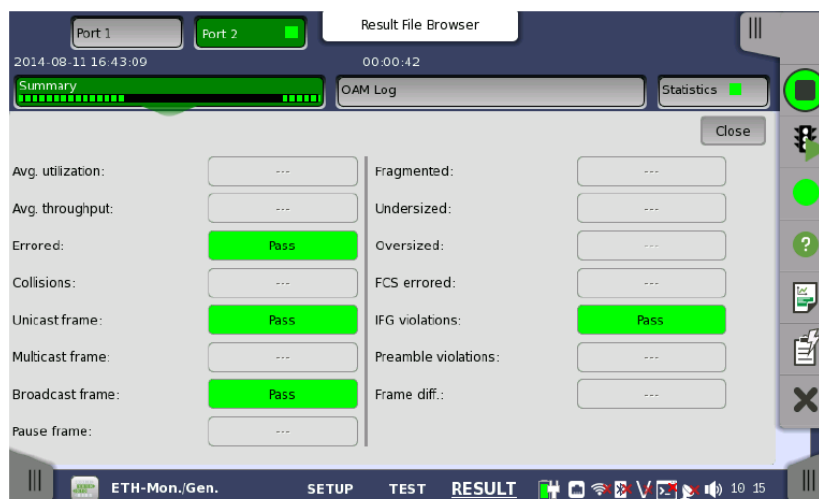 Port 1
Port 2
Result File Browser
2014-08-11 16:43:09
00:00:42
Summary
OAM Log
Statistics
Close
Avg. utilization:
---
Fragmented:
---
Avg. throughput:
---
Undersized:
---
Errored:
Pass
Oversized:
---
Collisions:
---
FCS errored:
---
Unicast frame:
Pass
IFG violations:
Pass
Multicast frame:
---
Preamble violations:
---
Broadcast frame:
Pass
Frame diff.:
---
Pause frame:
---
ETH-Mon./Gen.
SETUP
TEST
RESULT
10 15